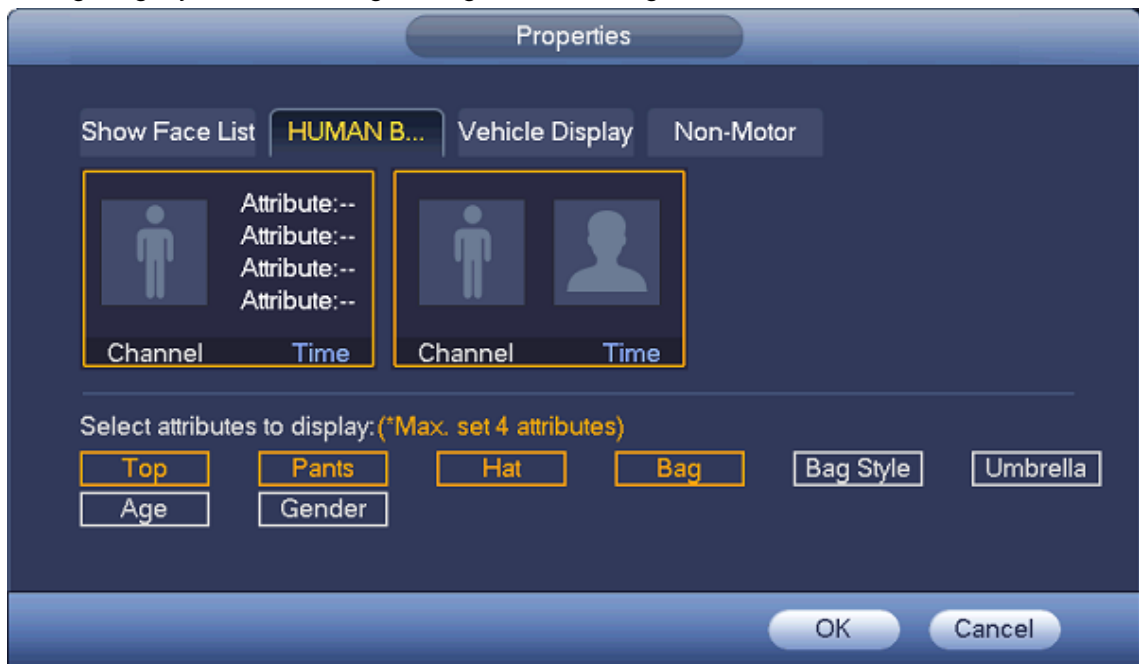 Properties
Show Face List HUMAN B... Vehicle Display Non-Motor
Attribute:--
Attribute:--
Attribute:--
Attribute:--
Channel Time Channel Time
Select attributes to display:(*Max. set 4 attributes)
Top Pants Hat Bag Bag Style Umbrella
Age Gender
OK Cancel